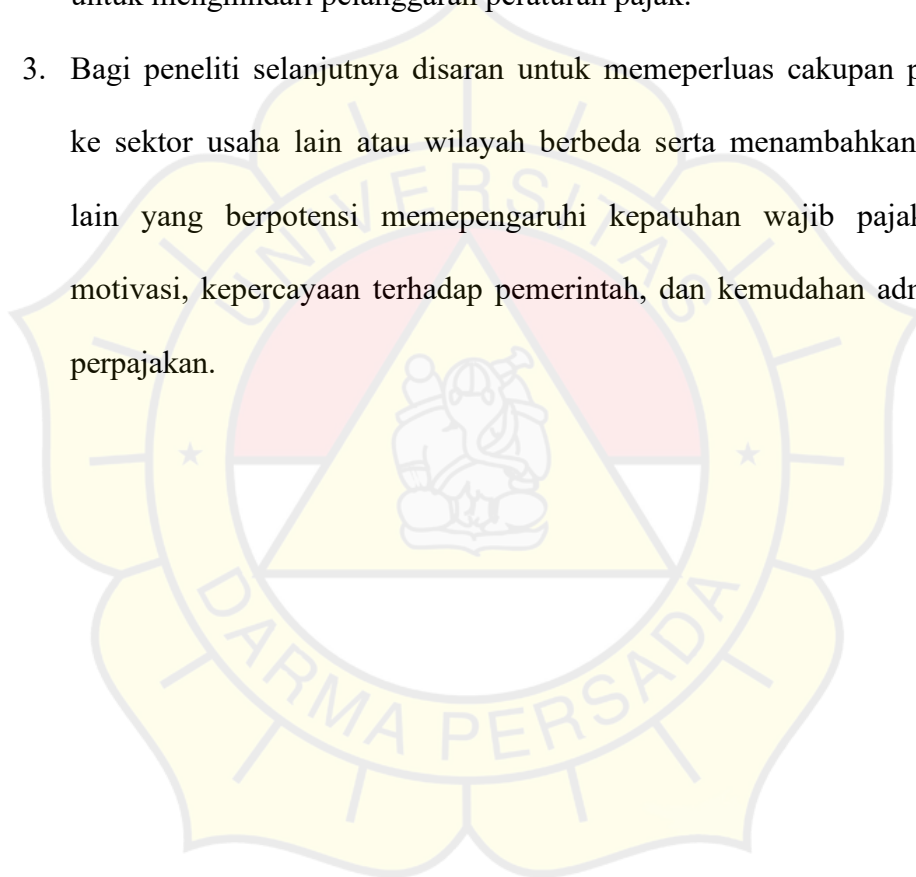 untuk menghindari pelanggaran peraturan pajak.
3. Bagi peneliti selanjutnya disaran untuk memeperluas cakupan
ke sektor usaha lain atau wilayah berbeda serta menambahkan
lain yang berpotensi memepengaruhi kepatuhan wajib
motivasi, kepercayaan terhadap pemerintah, dan kemudahan
perpajakan.
UNIVERSITAS
DARMA PERSADA